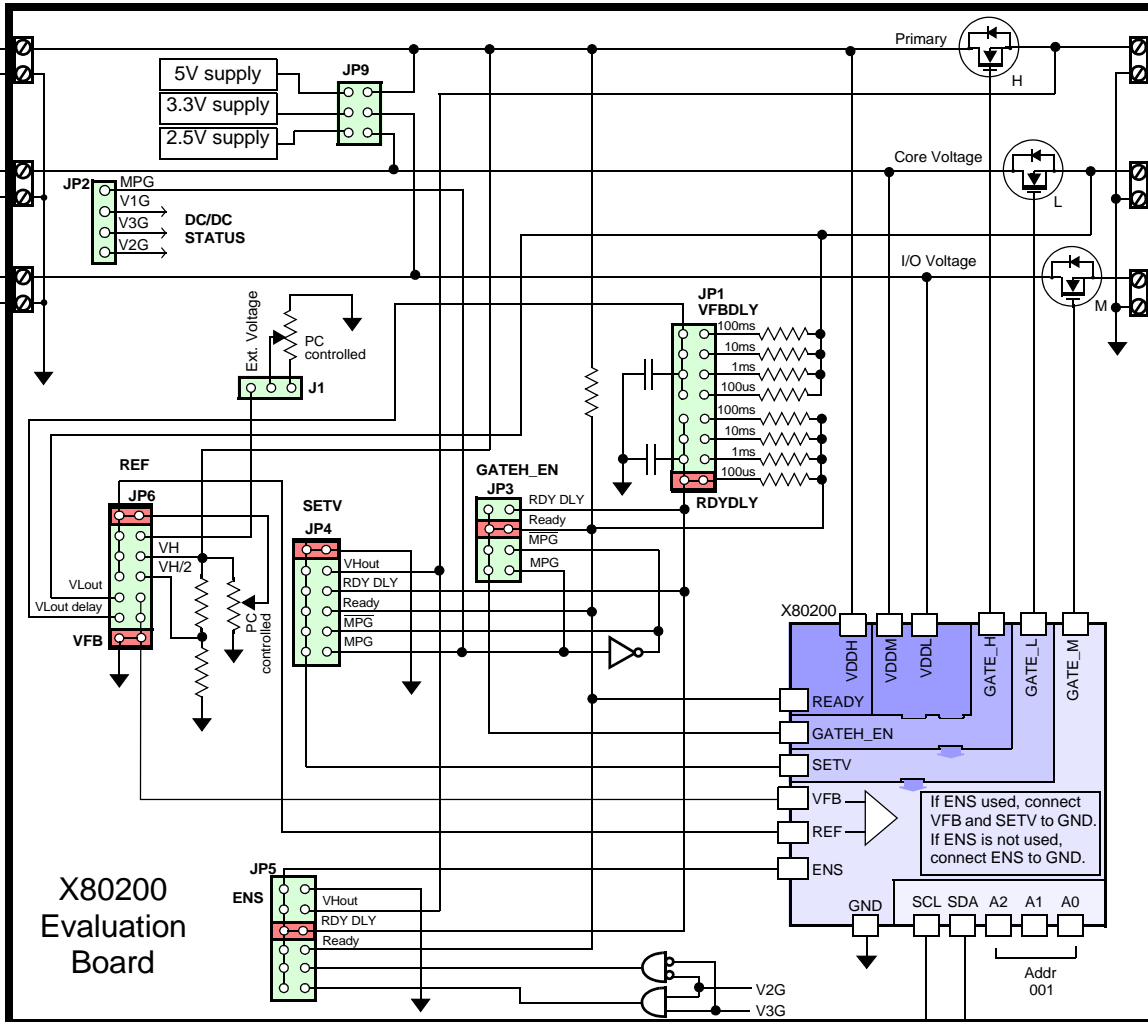 Primary
H
5V supply
JP9
3.3V supply
2.5V supply
Core Voltage
L
JP2
MPG
V1G
V3G
V2G
DC/DC
STATUS
I/O Voltage
M
Ext. Voltage
PC
controlled
J1
JP1
VFBDLY
100ms
10ms
1ms
100us
100ms
10ms
1ms
100us
RDYDLY
REF
JP6
VH
VH/2
VLout
VLout delay
VFB
PC
controlled
SETV
JP4
VHout
RDY DLY
Ready
MPG
MPG
GATEH_EN
JP3
RDY DLY
Ready
MPG
MPG
X80200
VDDH
VDDM
VDDL
GATE_H
GATE_L
GATE_M
READY
GATEH_EN
SETV
VFB
REF
ENS
If ENS used, connect
VFB and SETV to GND.
If ENS is not used,
connect ENS to GND.
GND
SCL
SDA
A2
A1
A0
Addr
001
JP5
ENS
VHout
RDY DLY
Ready
V2G
V3G
X80200
Evaluation
Board